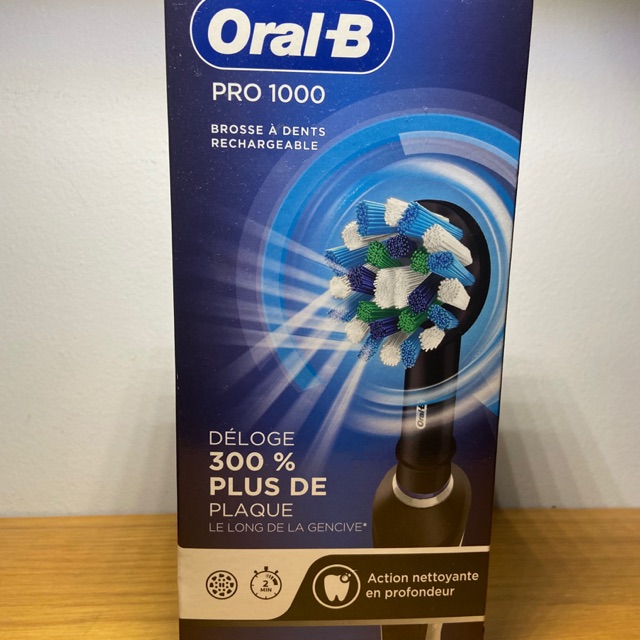 Oral-B
PRO 1000
BROSSE À DENTS
RECHARGEABLE
Oral-B
DÉLOGE
300 %
PLUS DE
PLAQUE
LE LONG DE LA GENCIVE*
2
MIN
Action nettoyante
en profondeur